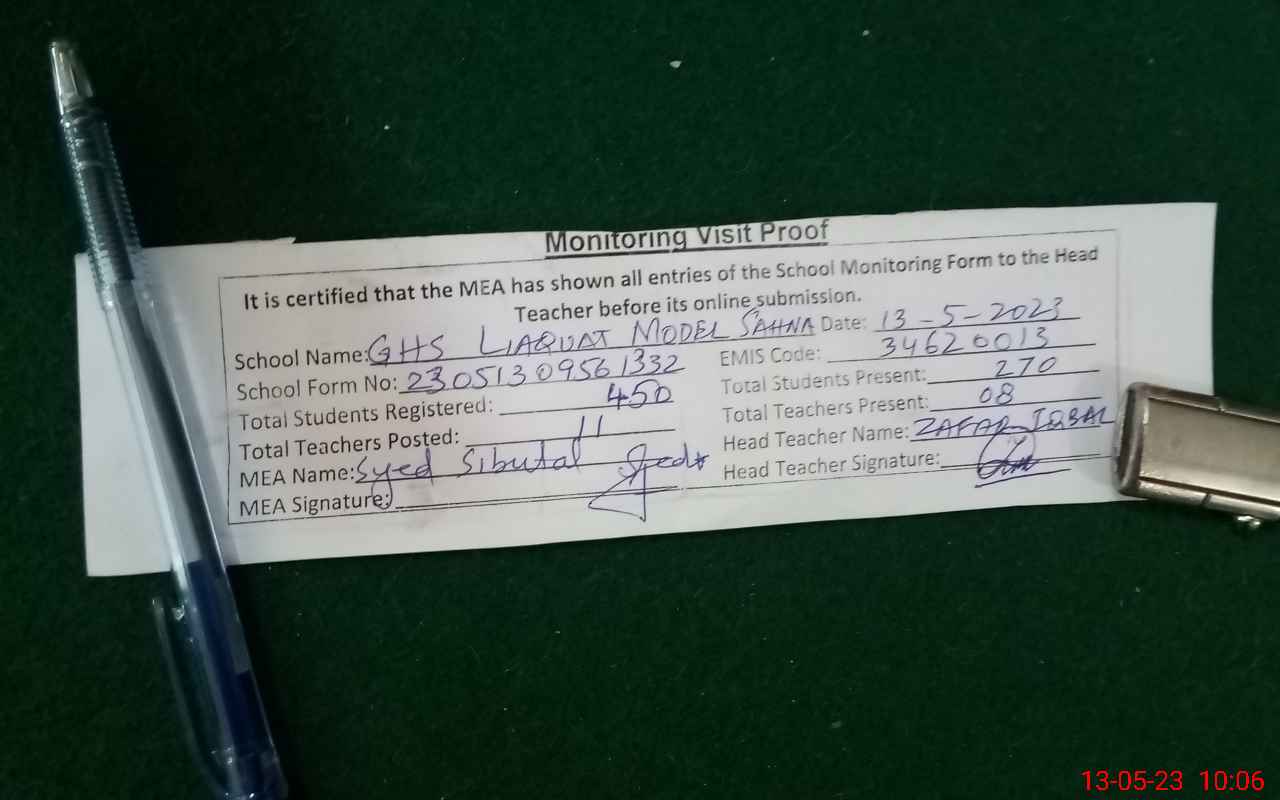 Monitoring Visit Proof
It is certified that the MEA has shown all entries of the School Monitoring Form to the Head
Teacher before its online submission.
School Name: GHS LIAQUAT MODEL SAHNA Date: 13-5-2023
School Form No: 23051309561332 EMIS Code: 34620013
Total Students Registered: 450 Total Students Present: 270
Total Teachers Posted: 11 Total Teachers Present: 08
MEA Name: Syed Sibutal Head Teacher Name: ZAFAR IQBAL
MEA Signature: Head Teacher Signature:
13-05-23 10:06